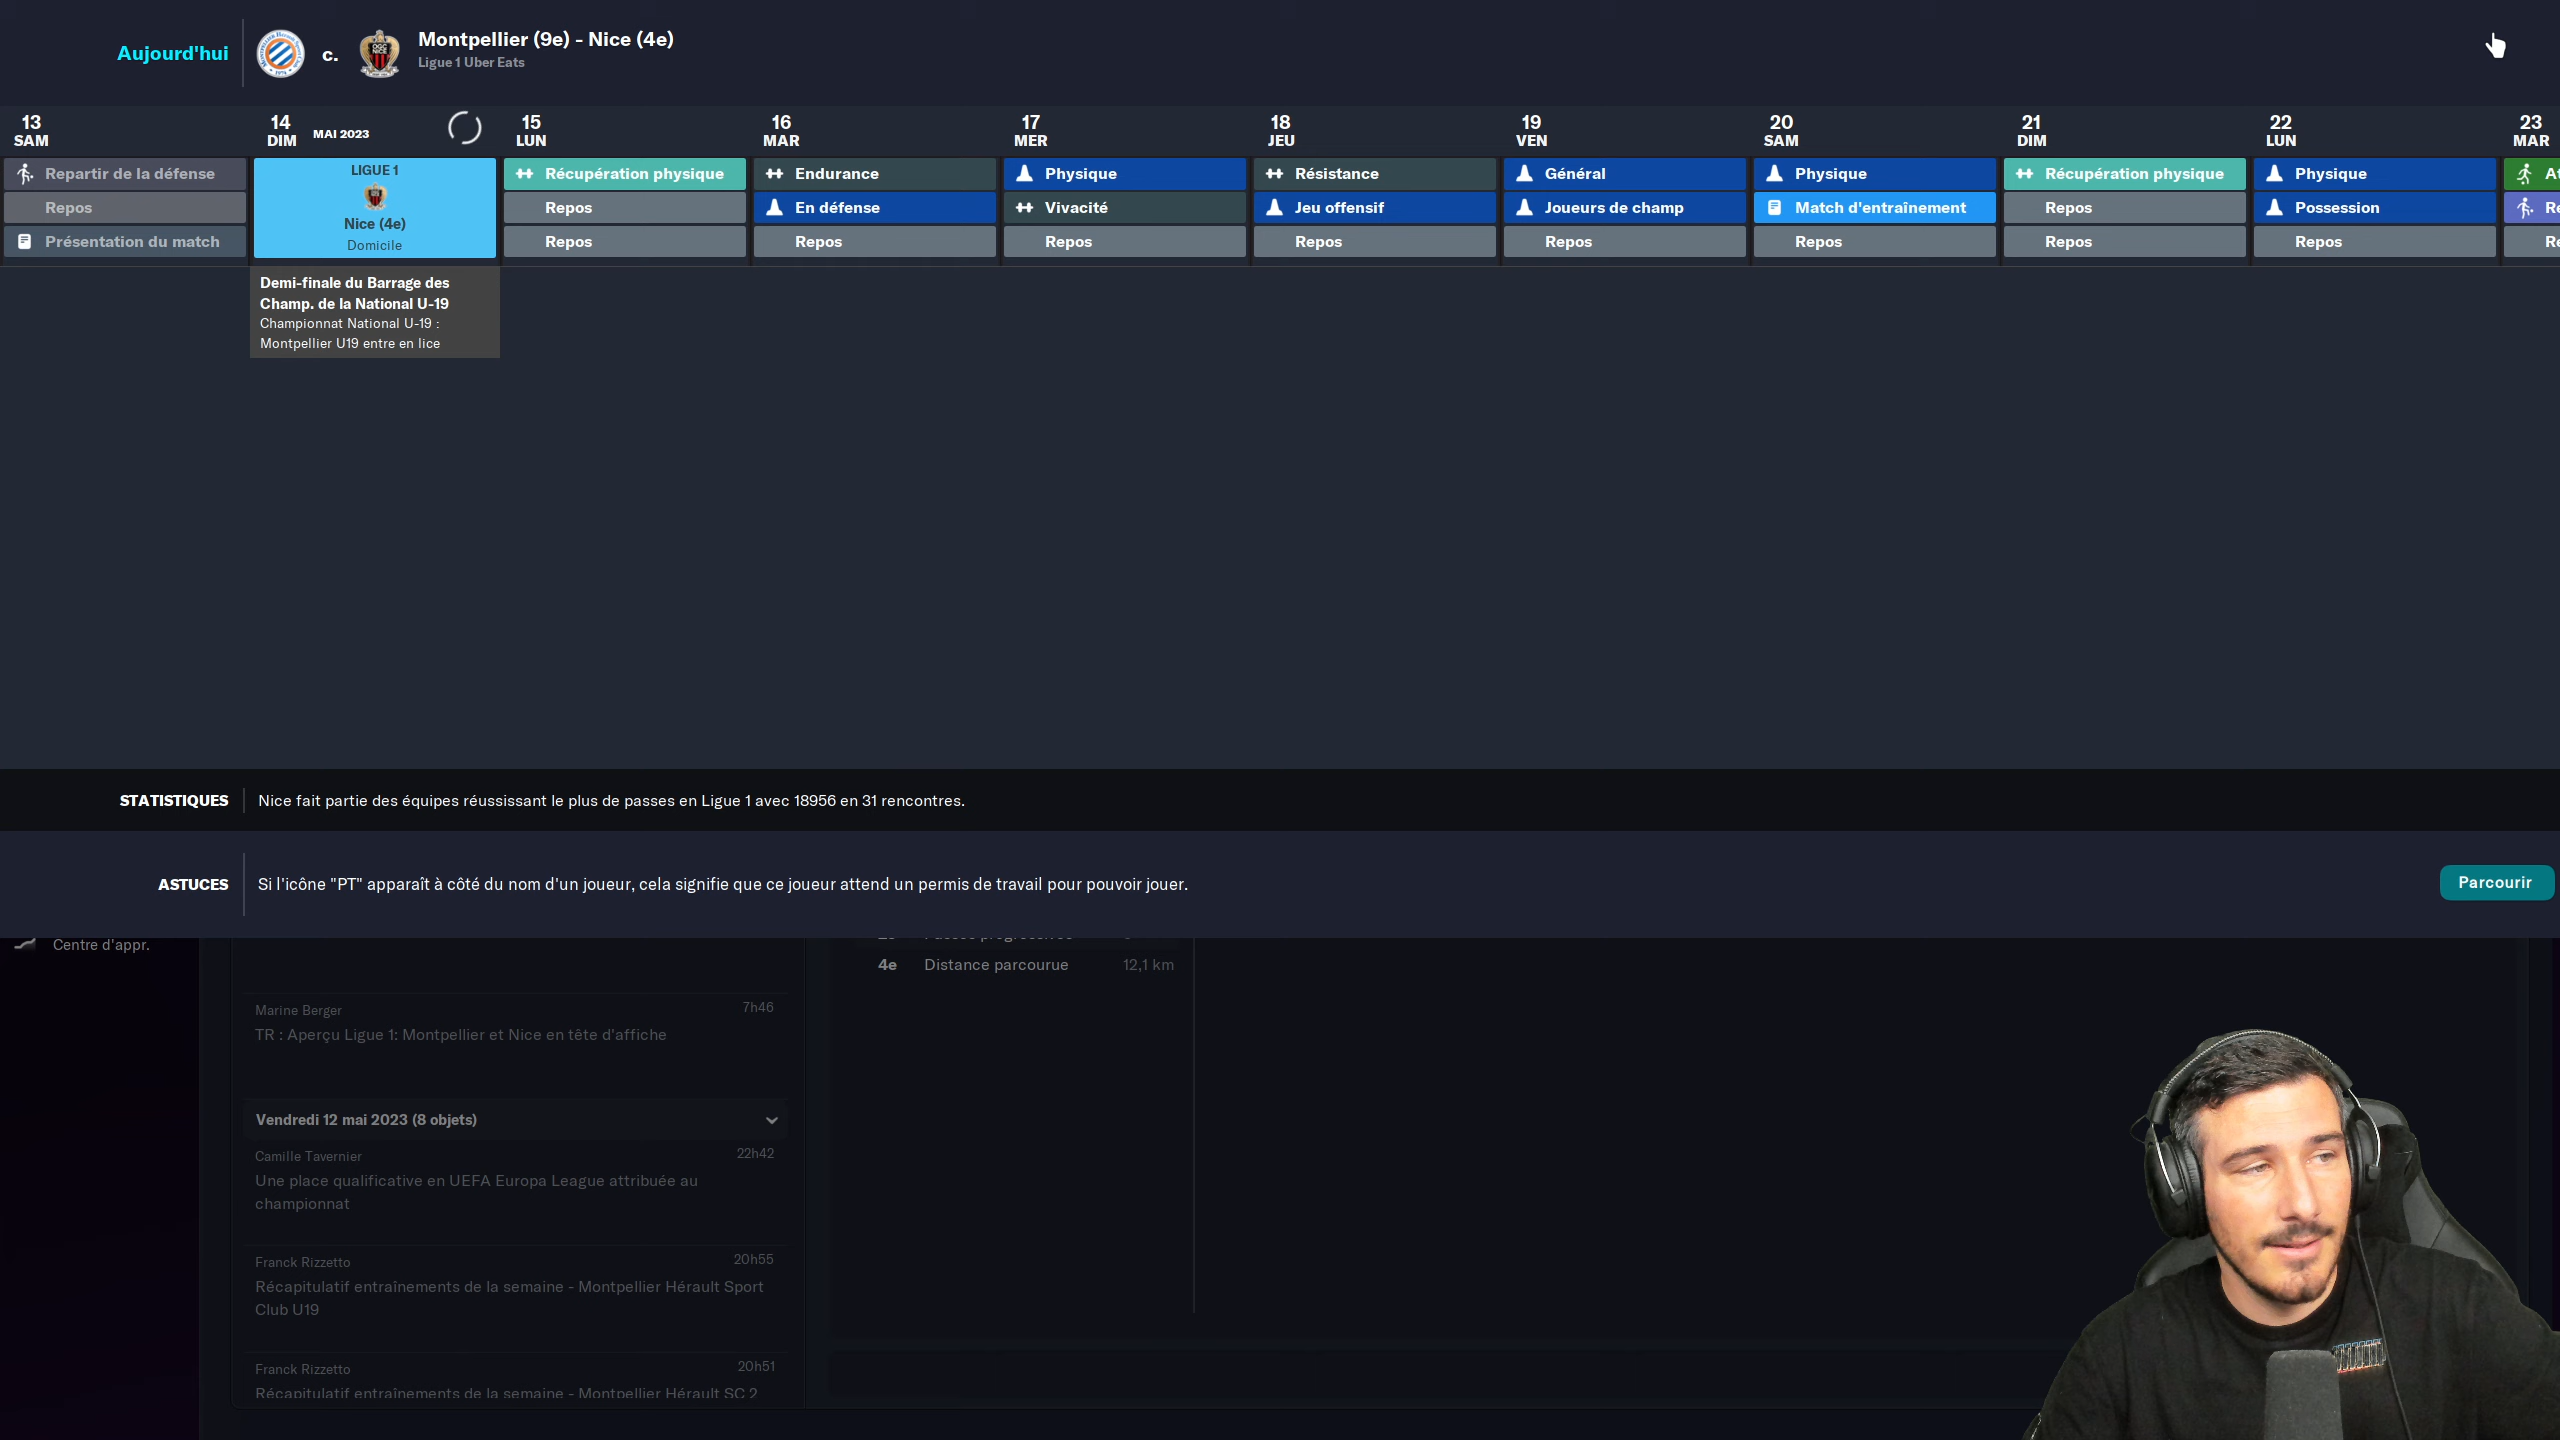 Aujourd'hui
c.
Montpellier (9e) - Nice (4e)
Ligue 1 Uber Eats
13
SAM
14
DIM
MAI 2023
15
LUN
16
MAR
17
MER
18
JEU
19
VEN
20
SAM
21
DIM
22
LUN
23
MAR
Repartir de la défense
Repos
Présentation du match
LIGUE 1
Nice (4e)
Domicile
Récupération physique
Repos
Repos
Endurance
En défense
Repos
Physique
Vivacité
Repos
Résistance
Jeu offensif
Repos
Général
Joueurs de champ
Repos
Physique
Match d'entraînement
Repos
Récupération physique
Repos
Repos
Physique
Possession
Repos
Demi-finale du Barrage des
Champ. de la National U-19
Championnat National U-19 :
Montpellier U19 entre en lice
STATISTIQUES
Nice fait partie des équipes réussissant le plus de passes en Ligue 1 avec 18956 en 31 rencontres.
ASTUCES
Si l'icône "PT" apparaît à côté du nom d'un joueur, cela signifie que ce joueur attend un permis de travail pour pouvoir jouer.
Parcourir
Centre d'appr.
4e Distance parcourue 12,1 km
Marine Berger 7h46
TR : Aperçu Ligue 1: Montpellier et Nice en tête d'affiche
Vendredi 12 mai 2023 (8 objets)
Camille Tavernier 22h42
Une place qualificative en UEFA Europa League attribuée au
championnat
Franck Rizzetto 20h55
Récapitulatif entraînements de la semaine - Montpellier Hérault Sport
Club U19
Franck Rizzetto 20h51
Récapitulatif entraînements de la semaine - Montpellier Hérault SC 2